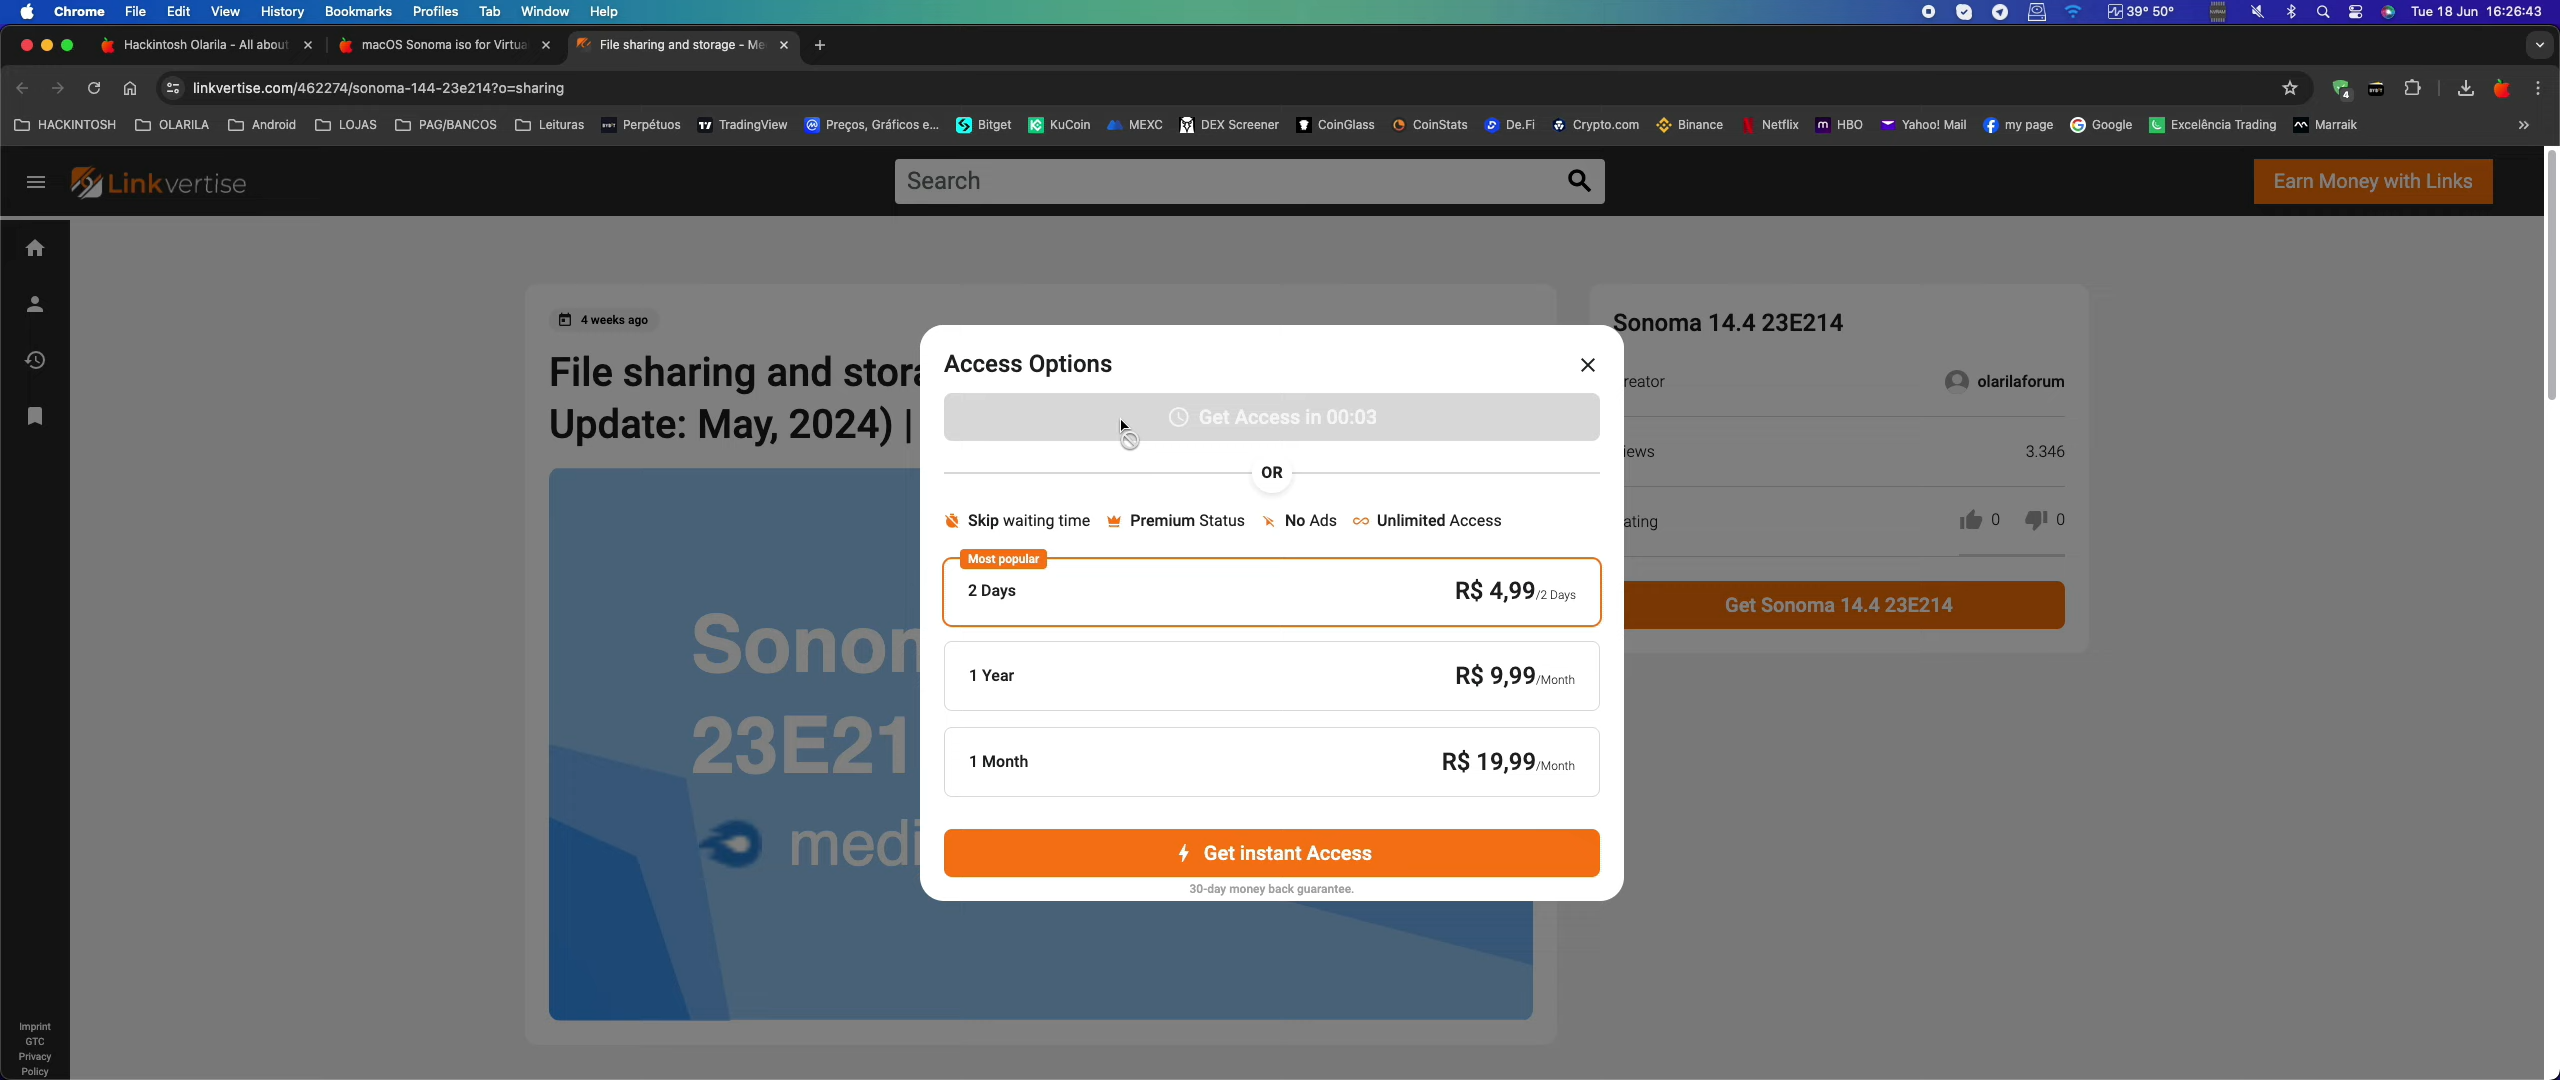 Chrome File Edit View History Bookmarks Profiles Tab Window Help 39° 50° Tue 18 Jun 16:26:43
Hackintosh Olarila - All about macOS Sonoma iso for Virtua File sharing and storage - Me
linkvertise.com/462274/sonoma-144-23e214?o=sharing 4
HACKINTOSH OLARILA Android LOJAS PAG/BANCOS Leituras Perpétuos TradingView Preços, Gráficos e... Bitget KuCoin MEXC DEX Screener CoinGlass CoinStats De.Fi Crypto.com Binance Netflix HBO Yahoo! Mail my page Google Excelência Trading Marraik
Linkvertise Search Earn Money with Links
4 weeks ago
File sharing and stora
Update: May, 2024) |
Sonon
23E21
medi
Access Options
Get Access in 00:03
OR
Skip waiting time Premium Status No Ads Unlimited Access
Most popular
2 Days R$ 4,99/2 Days
1 Year R$ 9,99/Month
1 Month R$ 19,99/Month
Get instant Access
30-day money back guarantee.
Sonoma 14.4 23E214
reator olarilaforum
iews 3.346
ating 0 0
Get Sonoma 14.4 23E214
Imprint
GTC
Privacy
Policy